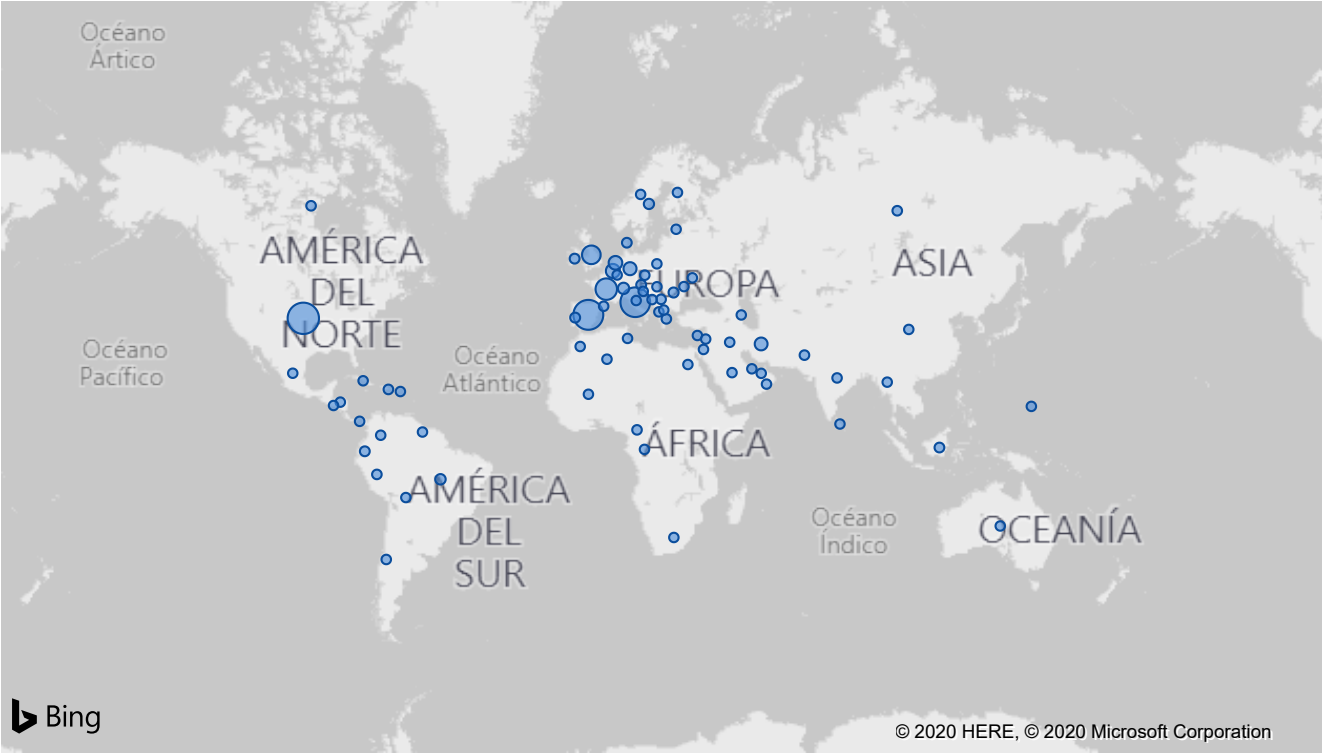 Océano
Ártico
AMÉRICA
DEL
NORTE
EUROPA
ASIA
Océano
Pacífico
Océano
Atlántico
ÁFRICA
AMÉRICA
DEL
SUR
Océano
Índico
OCEANÍA
Bing
© 2020 HERE, © 2020 Microsoft Corporation